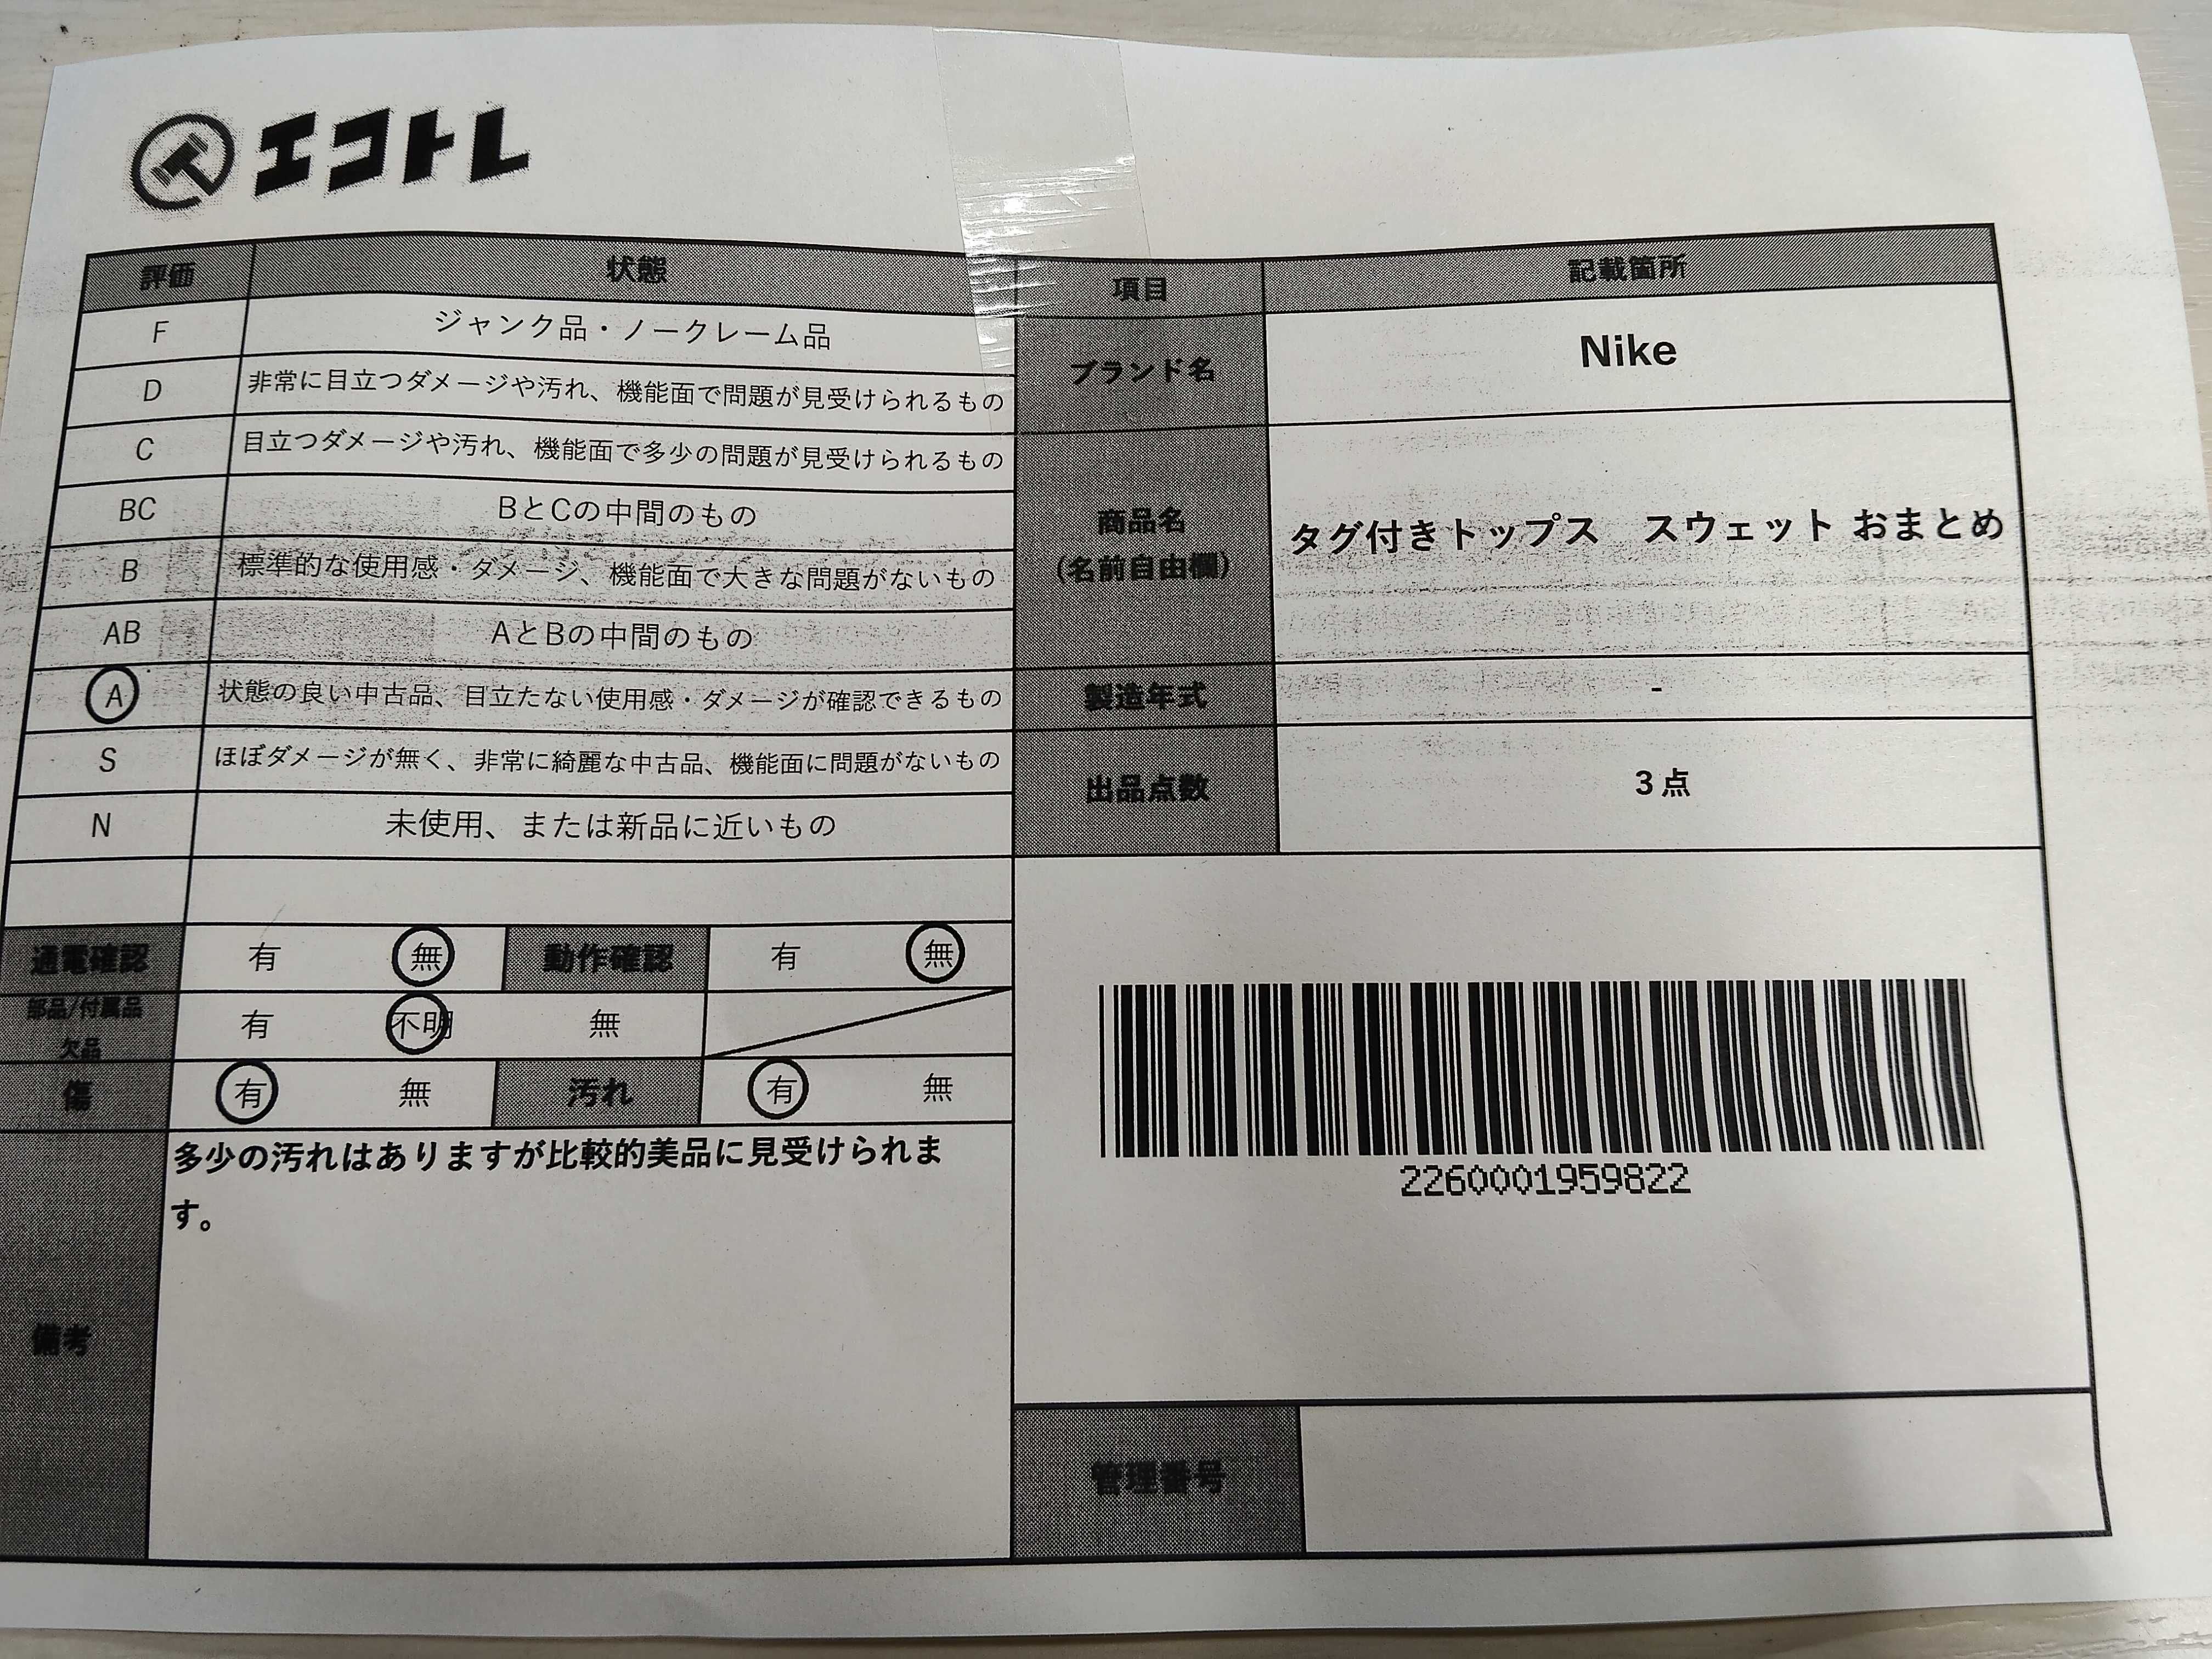 エコトレ
評価 状態
F ジャンク品・ノークレーム品
D 非常に目立つダメージや汚れ、機能面で問題が見受けられるもの
C 目立つダメージや汚れ、機能面で多少の問題が見受けられるもの
BC BとCの中間のもの
B 標準的な使用感・ダメージ、機能面で大きな問題がないもの
AB AとBの中間のもの
A 状態の良い中古品、目立たない使用感・ダメージが確認できるもの
S ほぼダメージが無く、非常に綺麗な中古品、機能面に問題がないもの
N 未使用、または新品に近いもの
通電確認 有 無 動作確認 有 無
部品/付属品
欠品 有 不明 無
傷 有 無 汚れ 有 無
備考
多少の汚れはありますが比較的美品に見受けられま
す。
項目 記載箇所
ブランド名 Nike
商品名
(名前自由欄)
タグ付きトップス　スウェット おまとめ
製造年式 -
出品点数 3点
2260001959822
管理番号